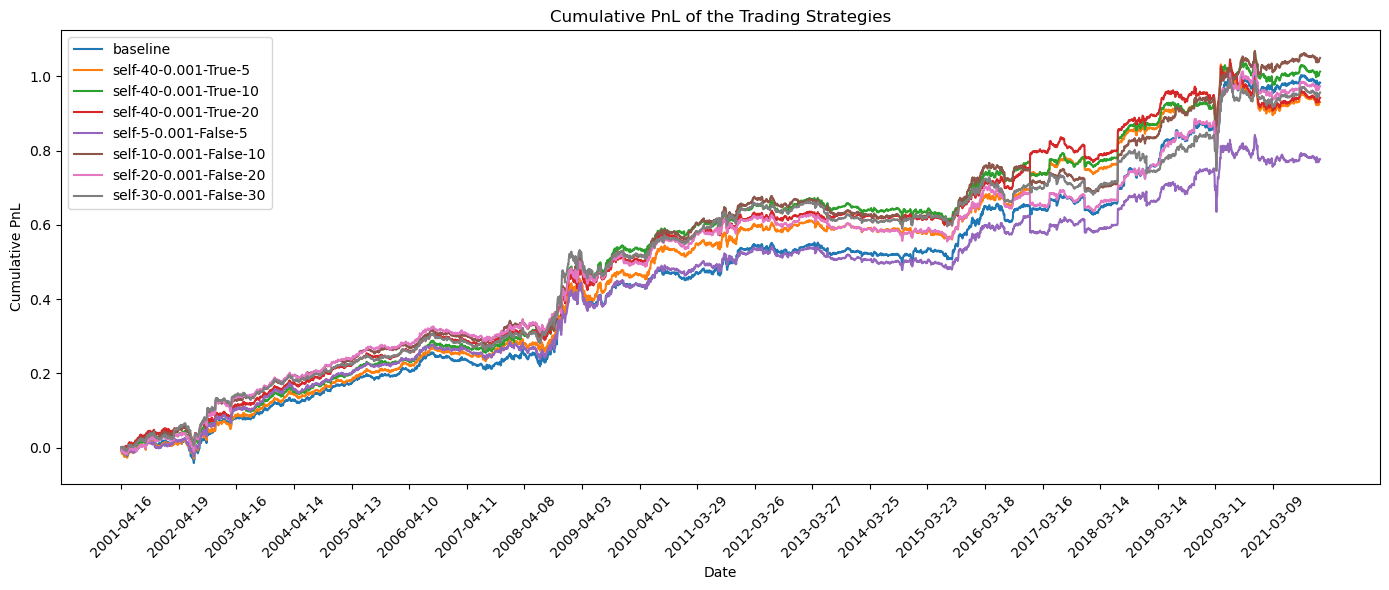 Cumulative PnL of the Trading Strategies
baseline
self-40-0.001-True-5
self-40-0.001-True-10
self-40-0.001-True-20
self-5-0.001-False-5
self-10-0.001-False-10
self-20-0.001-False-20
self-30-0.001-False-30
Cumulative PnL
1.0
0.8
0.6
0.4
0.2
0.0
2001-04-16
2002-04-19
2003-04-16
2004-04-14
2005-04-13
2006-04-10
2007-04-11
2008-04-08
2009-04-03
2010-04-01
2011-03-29
2012-03-26
2013-03-27
2014-03-25
2015-03-23
2016-03-18
2017-03-16
2018-03-14
2019-03-14
2020-03-11
2021-03-09
Date